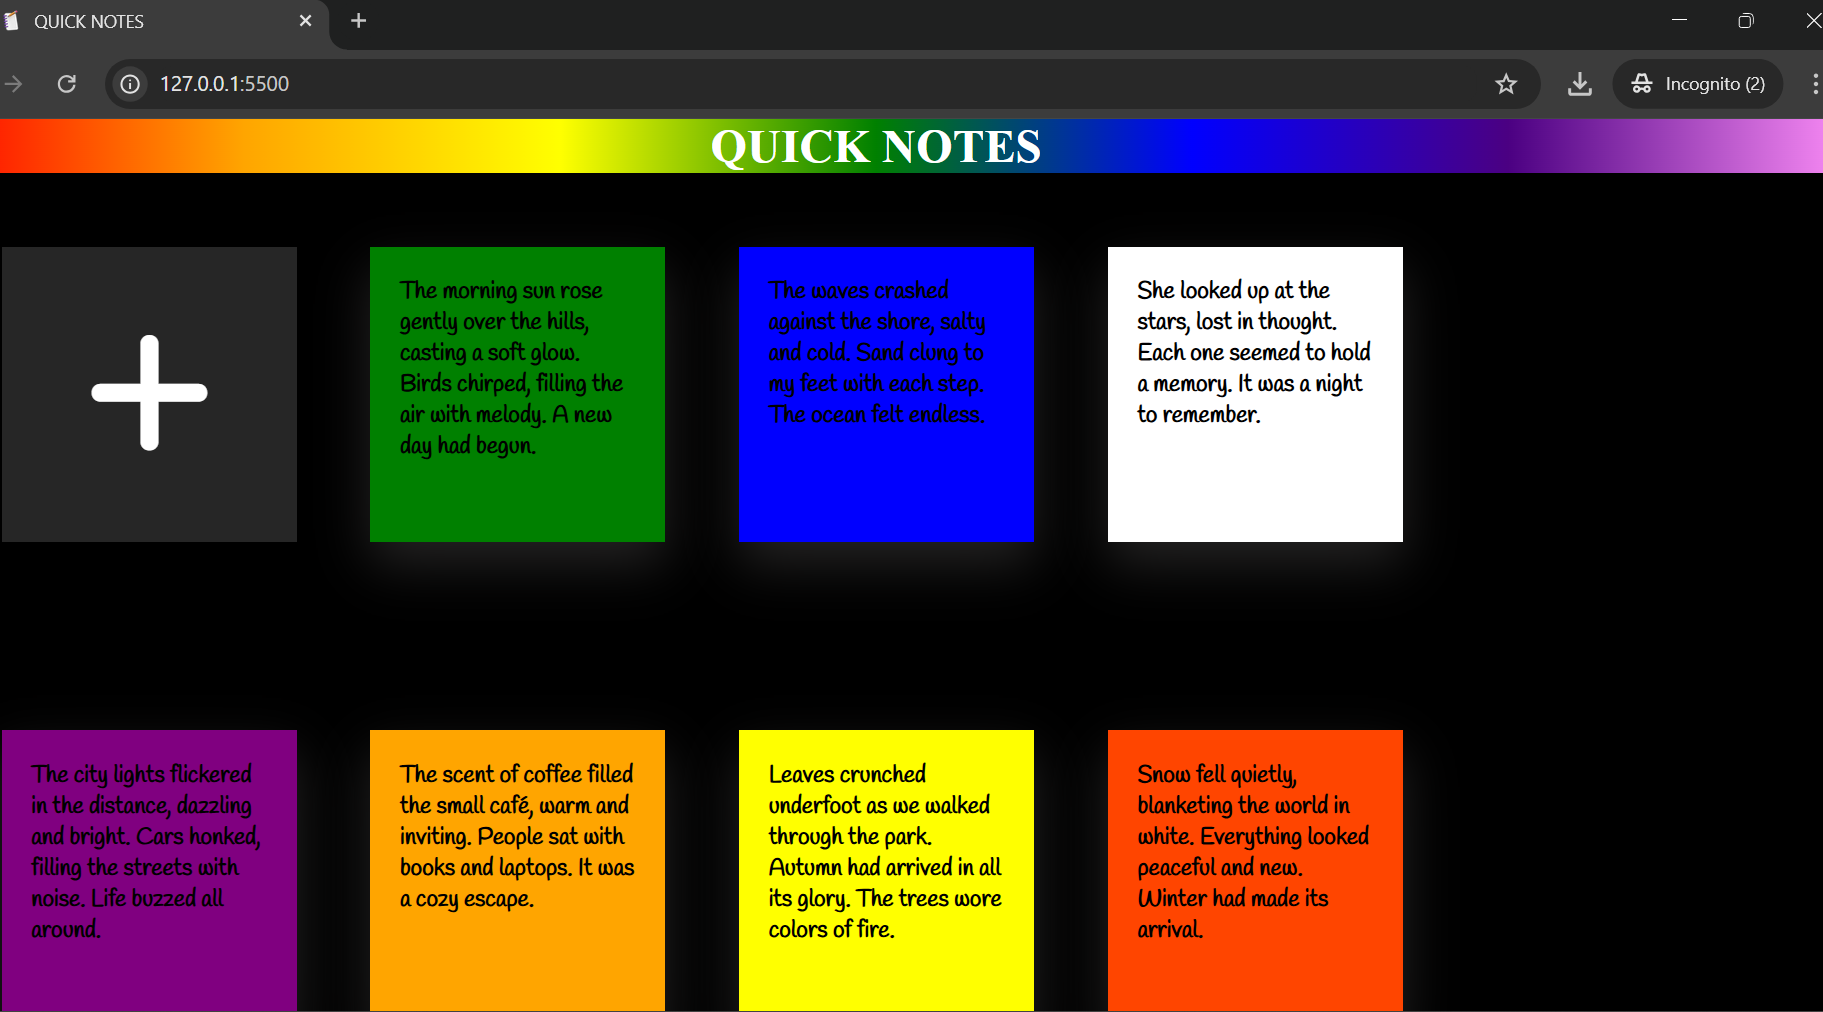 QUICK NOTES
127.0.0.1:5500
Incognito (2)
QUICK NOTES
The morning sun rose
gently over the hills,
casting a soft glow.
Birds chirped, filling the
air with melody. A new
day had begun.
The waves crashed
against the shore, salty
and cold. Sand clung to
my feet with each step.
The ocean felt endless.
She looked up at the
stars, lost in thought.
Each one seemed to hold
a memory. It was a night
to remember.
The city lights flickered
in the distance, dazzling
and bright. Cars honked,
filling the streets with
noise. Life buzzed all
around.
The scent of coffee filled
the small café, warm and
inviting. People sat with
books and laptops. It was
a cozy escape.
Leaves crunched
underfoot as we walked
through the park.
Autumn had arrived in all
its glory. The trees wore
colors of fire.
Snow fell quietly,
blanketing the world in
white. Everything looked
peaceful and new.
Winter had made its
arrival.